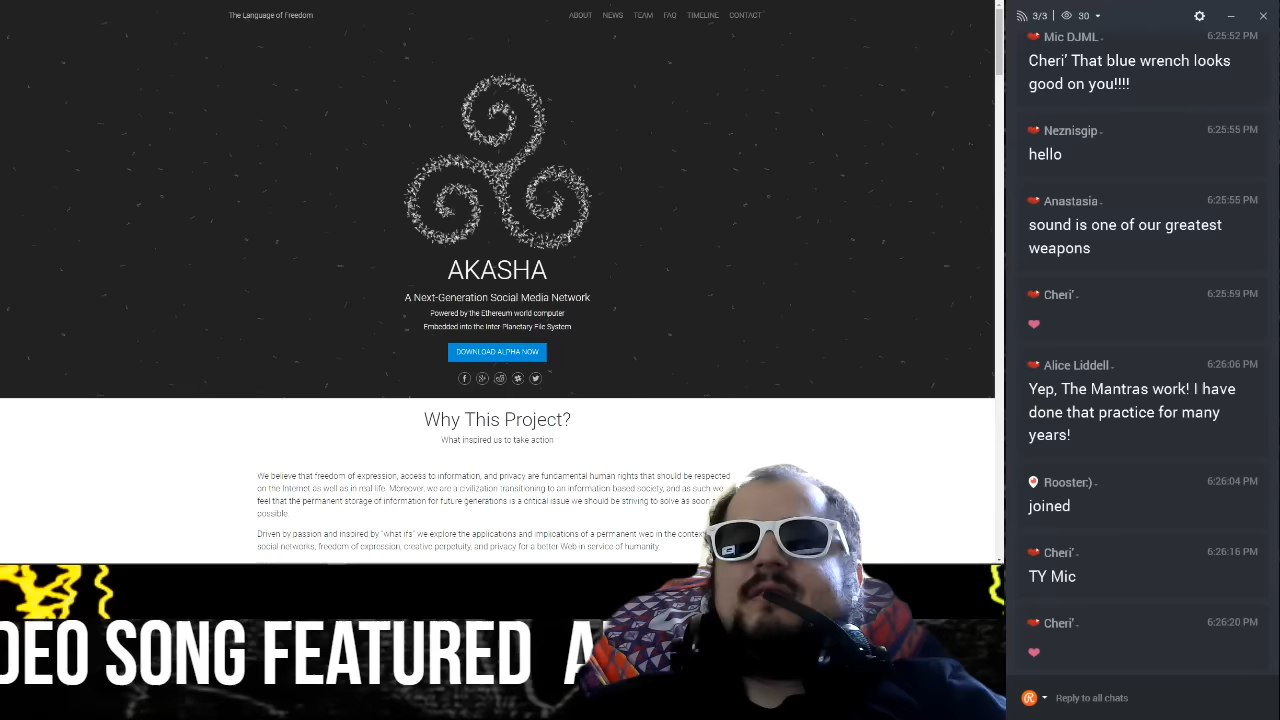 The Language of Freedom
ABOUT NEWS TEAM FAQ TIMELINE CONTACT
AKASHA
A Next-Generation Social Media Network
Powered by the Ethereum world computer
Embedded into the Inter-Planetary File System
DOWNLOAD ALPHA NOW
Why This Project?
What inspired us to take action
We believe that freedom of expression, access to information, and privacy are fundamental human rights that should be respected
on the Internet as well as in real life. Moreover, we are a civilization transitioning to an information based society, and as such we
feel that the permanent storage of information for future generations is a critical issue we should be striving to solve as soon
possible.
Driven by passion and inspired by "what ifs" we explore the applications and implications of a permanent web in the context
social networks, freedom of expression, creative perpetuity, and privacy for a better Web in service of humanity.
DEO SONG FEATURED A
3/3 30
Mic DJML 6:25:52 PM
Cheri' That blue wrench looks
good on you!!!!
Neznisgip 6:25:55 PM
hello
Anastasia 6:25:55 PM
sound is one of our greatest
weapons
Cheri' 6:25:59 PM
Alice Liddell 6:26:06 PM
Yep, The Mantras work! I have
done that practice for many
years!
Rooster:) 6:26:04 PM
joined
Cheri' 6:26:16 PM
TY Mic
Cheri' 6:26:20 PM
Reply to all chats